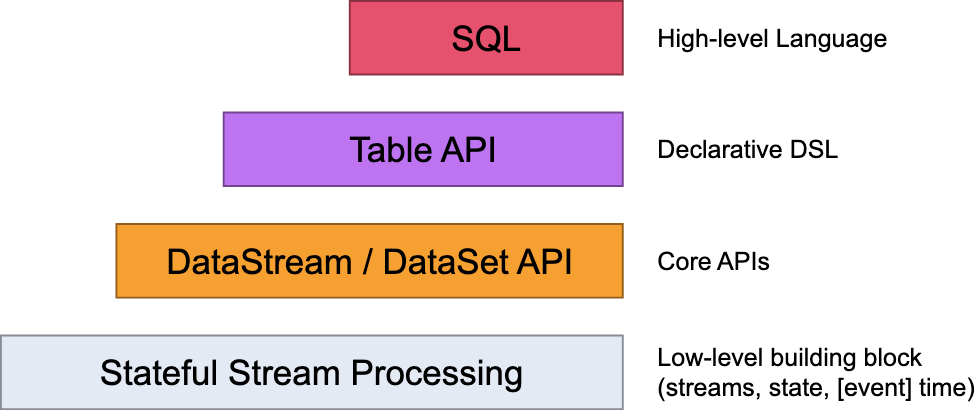 SQL
High-level Language
Table API
Declarative DSL
DataStream / DataSet API
Core APIs
Stateful Stream Processing
Low-level building block
(streams, state, [event] time)